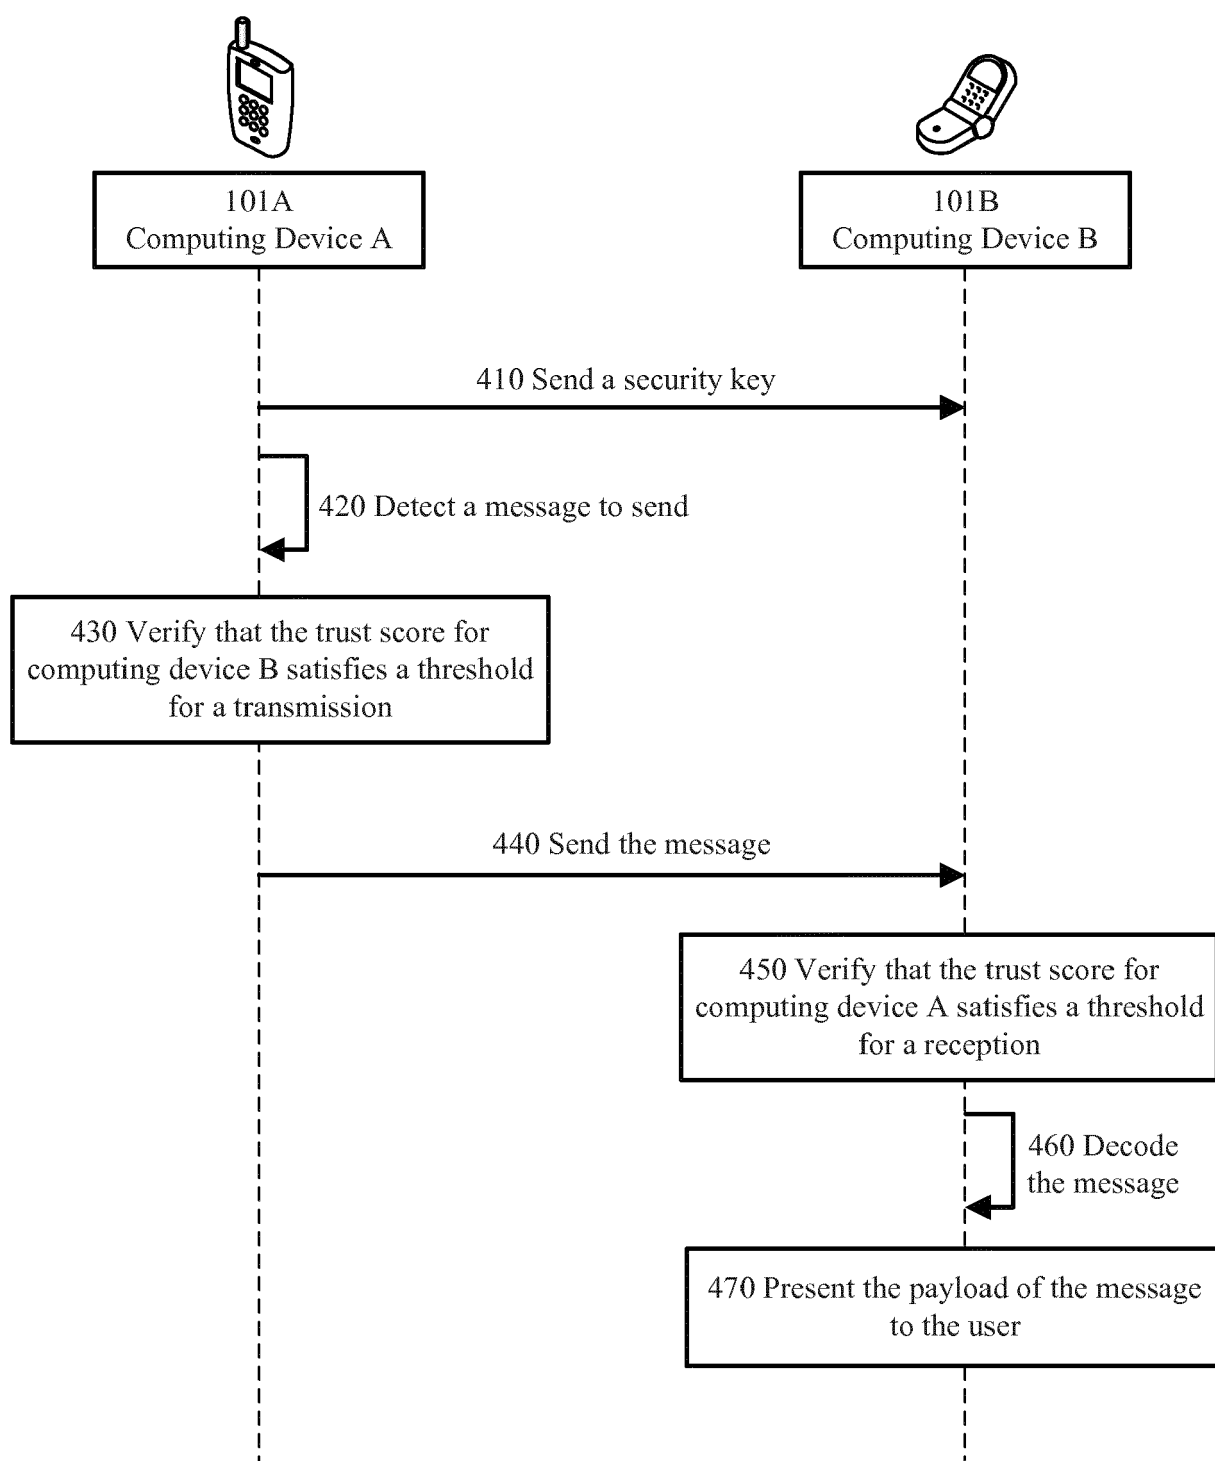 101A
Computing Device A
101B
Computing Device B
410 Send a security key
420 Detect a message to send
430 Verify that the trust score for
computing device B satisfies a threshold
for a transmission
440 Send the message
450 Verify that the trust score for
computing device A satisfies a threshold
for a reception
460 Decode
the message
470 Present the payload of the message
to the user